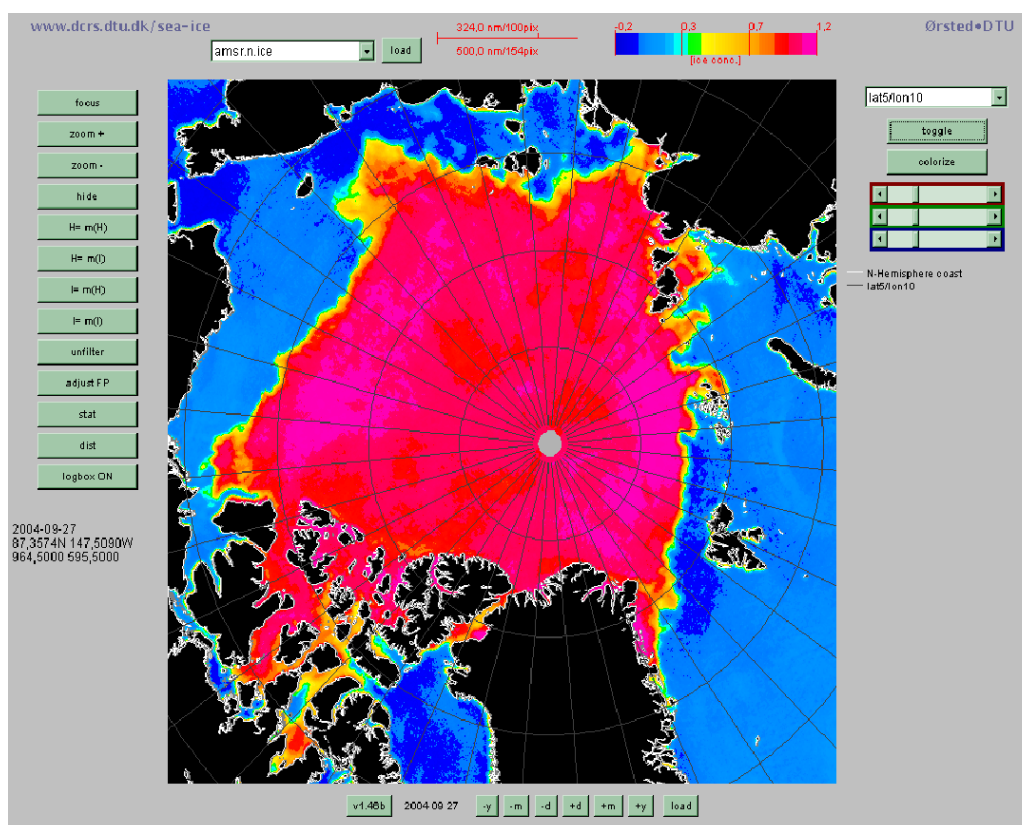 www.dcrs.dtu.dk/sea-ice
324,0 nm/100pix
-0,2 0,3 0,7 1,2
Ørsted•DTU
amsr.n.ice
load
500,0 nm/154pix
[ice conc.]
focus
lat5/lon10
zoom +
toggle
zoom -
colorize
hide
H= m(H)
H= m(I)
N-Hemisphere coast
lat5/lon10
I= m(H)
I= m(I)
unfilter
adjust FP
stat
dist
logbox ON
2004-09-27
87,3574N 147,5090W
964,5000 595,5000
v1.46b 2004 09 27 -y -m -d +d +m +y load